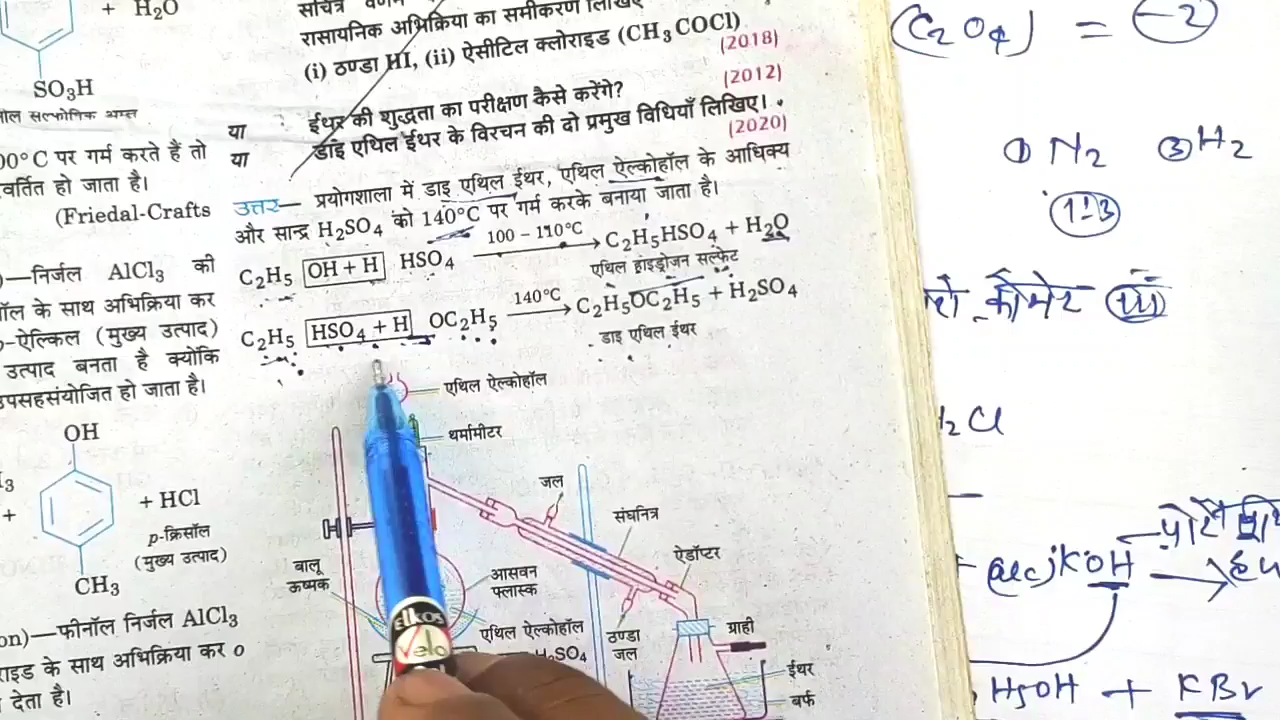 + H₂O
SO₃H
सल्फोनिक अम्ल
00°C पर गर्म करते हैं तो
वर्तित हो जाता है।
(Friedal-Crafts
)—निर्जल AlCl₃ की
ॉल के साथ अभिक्रिया कर
-ऐल्किल (मुख्य उत्पाद)
उत्पाद बनता है क्योंकि
उपसहसंयोजित हो जाता है।
OH
+
+ HCl
p-क्रिसॉल
(मुख्य उत्पाद)
CH₃
on)—फीनॉल निर्जल AlCl₃
राइड के साथ अभिक्रिया कर o
देता है।
सचित्र
रासायनिक अभिक्रिया का समीकरण
(i) ठण्डा HI, (ii) ऐसीटिल क्लोराइड (CH₃COCl)
(2018)
(2012)
या ईथर की शुद्धता का परीक्षण कैसे करेंगे?
या डाइ एथिल ईथर के विरचन की दो प्रमुख विधियाँ लिखिए।
(2020)
उत्तर— प्रयोगशाला में डाइ एथिल ईथर, एथिल ऐल्कोहॉल के आधिक्य
और सान्द्र H₂SO₄ को 140°C पर गर्म करके बनाया जाता है।
C₂H₅ OH + H HSO₄ 100 – 110°C → C₂H₅HSO₄ + H₂O
एथिल हाइड्रोजन सल्फेट
C₂H₅ HSO₄ + H OC₂H₅ 140°C → C₂H₅OC₂H₅ + H₂SO₄
डाइ एथिल ईथर
एथिल ऐल्कोहॉल
थर्मामीटर
जल
संघनित्र
ऐडॉप्टर
बालू
ऊष्मक
आसवन
फ्लास्क
एथिल ऐल्कोहॉल
H₂SO₄
ठण्डा
जल
ग्राही
ईथर
बर्फ
elkos
Velo
(C₂O₄) = -2
① N₂ ③ H₂
1:3
H₂Cl
(alc)KOH →
H₅OH + KBr